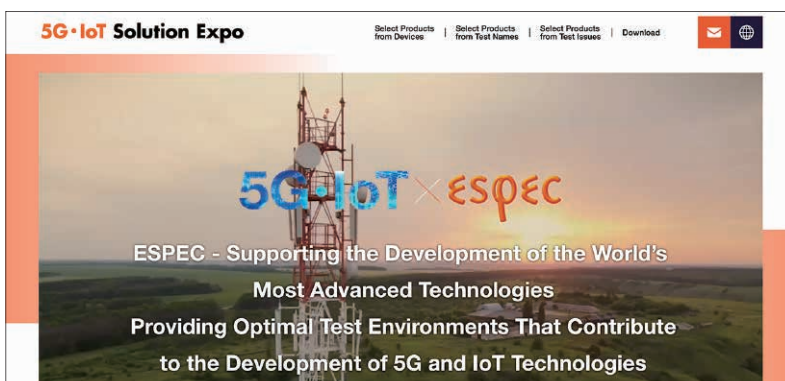 5G・IoT Solution Expo
Select Products
from Devices
Select Products
from Test Names
Select Products
from Test Issues
Download
5G・IoT × ESPEC
ESPEC - Supporting the Development of the World's
Most Advanced Technologies
Providing Optimal Test Environments That Contribute
to the Development of 5G and IoT Technologies